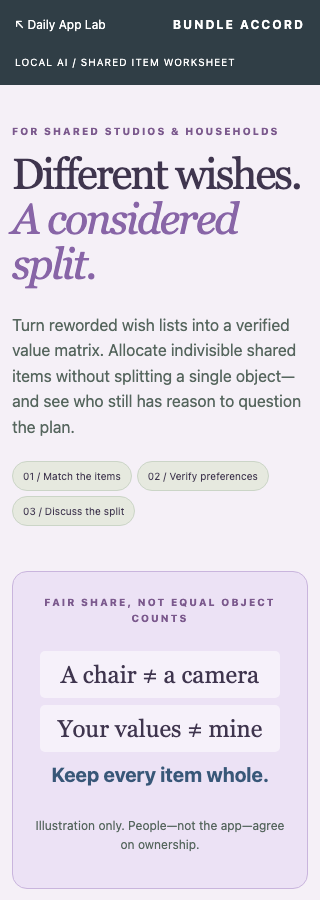 ↖ Daily App Lab
BUNDLE ACCORD
LOCAL AI / SHARED ITEM WORKSHEET
FOR SHARED STUDIOS & HOUSEHOLDS
Different wishes.
A considered
split.
Turn reworded wish lists into a verified
value matrix. Allocate indivisible shared
items without splitting a single object—
and see who still has reason to question
the plan.
01 / Match the items
02 / Verify preferences
03 / Discuss the split
FAIR SHARE, NOT EQUAL OBJECT
COUNTS
A chair ≠ a camera
Your values ≠ mine
Keep every item whole.
Illustration only. People—not the app—agree
on ownership.